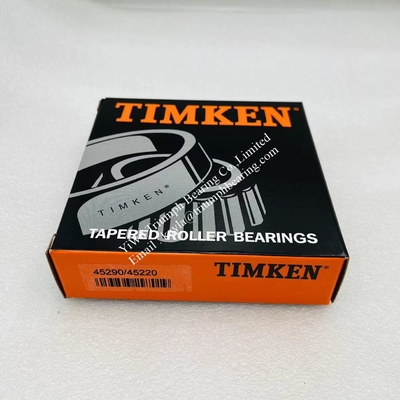 TIMKEN®
TIMKEN®
Yiwu Triumph Bearing Co.,Limited
TAPERED ROLLER BEARINGS
45290/45220
TIMKEN®